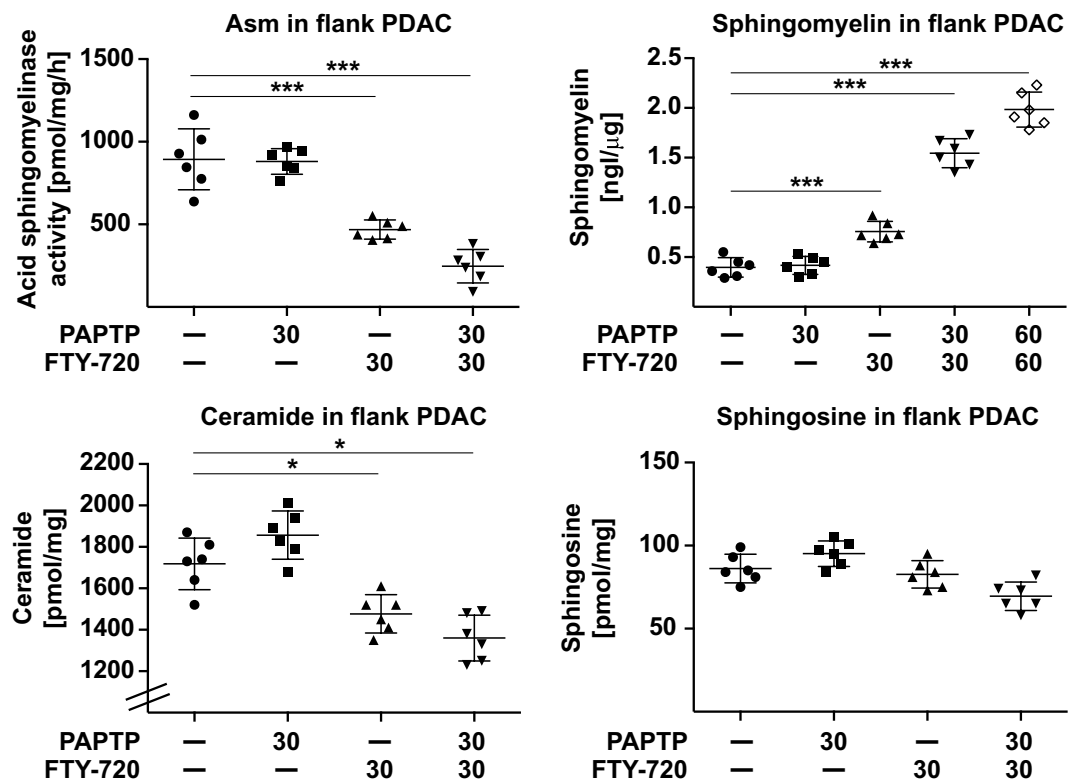 Asm in flank PDAC
Acid sphingomyelinase
activity [pmol/mg/h]
1500
1000
500
***
***
PAPTP — 30 — 30
FTY-720 — — 30 30
Sphingomyelin in flank PDAC
Sphingomyelin
[ngl/µg]
2.5
2.0
1.5
1.0
0.5
***
***
***
PAPTP — 30 — 30 60
FTY-720 — — 30 30 60
Ceramide in flank PDAC
Ceramide
[pmol/mg]
2200
2000
1800
1600
1400
1200
*
*
PAPTP — 30 — 30
FTY-720 — — 30 30
Sphingosine in flank PDAC
Sphingosine
[pmol/mg]
150
100
50
PAPTP — 30 — 30
FTY-720 — — 30 30